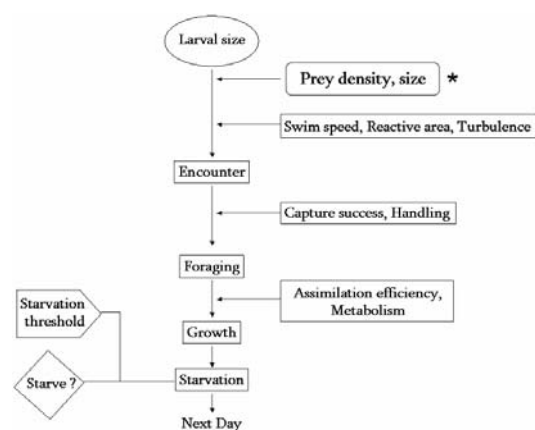 Larval size
Prey density, size *
Swim speed, Reactive area, Turbulence
Encounter
Capture success, Handling
Foraging
Assimilation efficiency,
Metabolism
Starvation
threshold
Growth
Starve ?
Starvation
Next Day